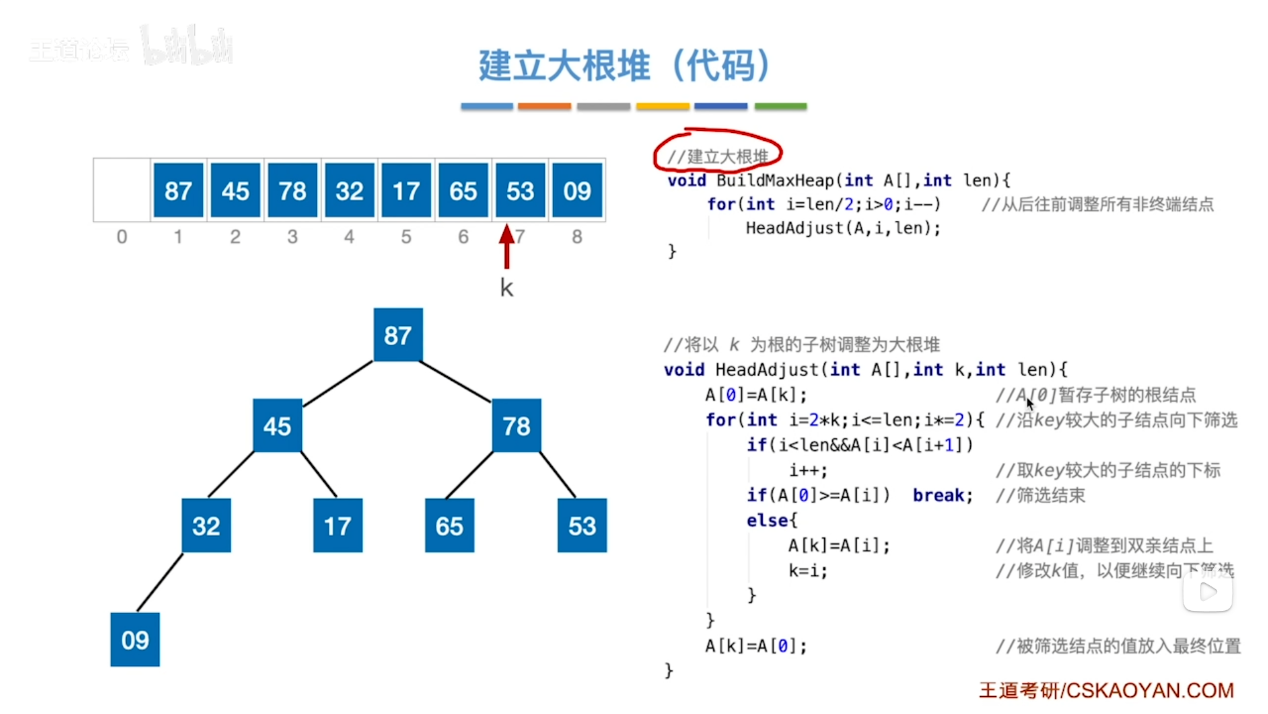 王道论坛 bilibili
建立大根堆（代码）
87 45 78 32 17 65 53 09
0 1 2 3 4 5 6 7 8
k
87
45 78
32 17 65 53
09
//建立大根堆
void BuildMaxHeap(int A[],int len){
for(int i=len/2;i>0;i--) //从后往前调整所有非终端结点
HeadAdjust(A,i,len);
}
//将以 k 为根的子树调整为大根堆
void HeadAdjust(int A[],int k,int len){
A[0]=A[k]; //A[0]暂存子树的根结点
for(int i=2*k;i<=len;i*=2){ //沿key较大的子结点向下筛选
if(i<len&&A[i]<A[i+1])
i++; //取key较大的子结点的下标
if(A[0]>=A[i]) break; //筛选结束
else{
A[k]=A[i]; //将A[i]调整到双亲结点上
k=i; //修改k值，以便继续向下筛选
}
}
A[k]=A[0]; //被筛选结点的值放入最终位置
}
王道考研/CSKAOYAN.COM